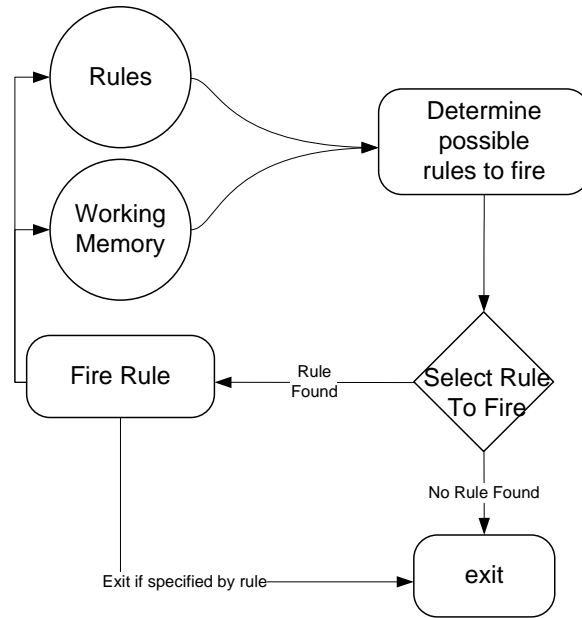 Rules
Determine
possible
rules to fire
Working
Memory
Fire Rule
Rule
Found
Select Rule
To Fire
No Rule Found
Exit if specified by rule
exit